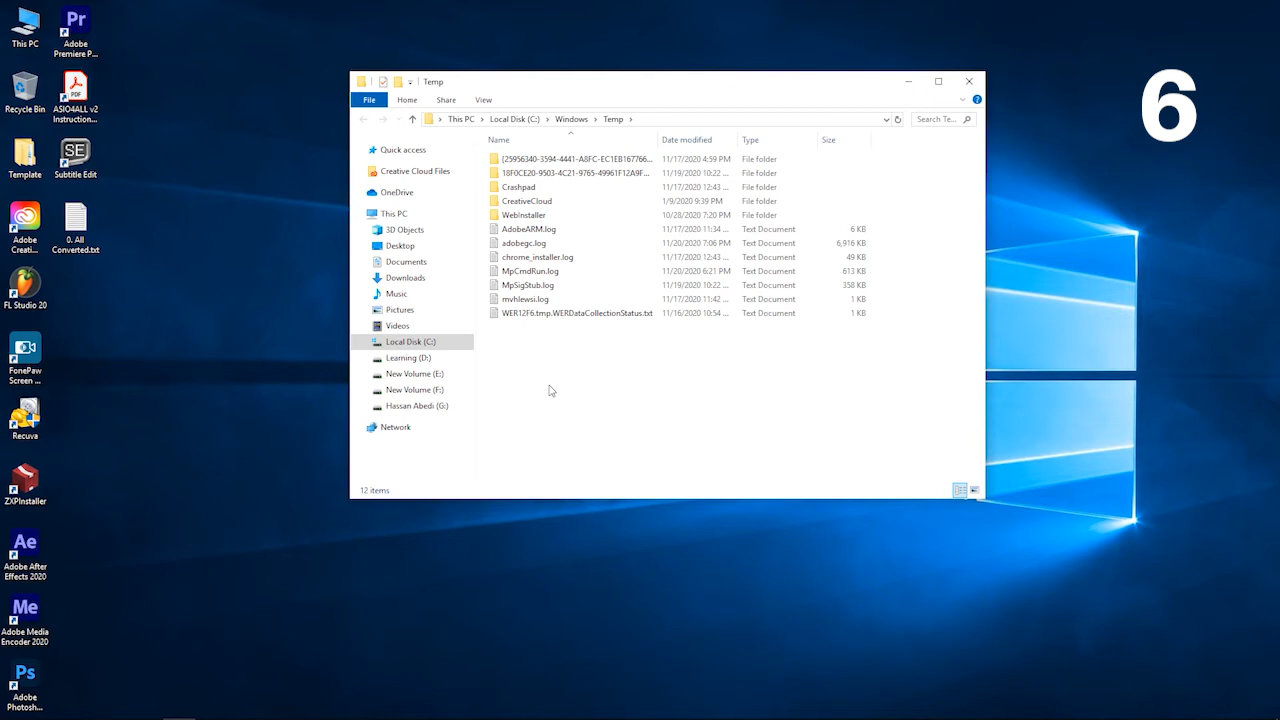 This PC
Adobe
Premiere P...
Recycle Bin
ASIO4ALL v2
Instruction...
Template
Subtitle Edit
Adobe
Creati...
0. All
Converted.txt
FL Studio 20
FonePaw
Screen ...
Recuva
ZXPInstaller
Adobe After
Effects 2020
Adobe Media
Encoder 2020
Adobe
Photosh...
Pr
PDF
SE
Ae
Me
Ps
6
Temp
File
Home
Share
View
This PC > Local Disk (C:) > Windows > Temp >
Search Te...
Quick access
Creative Cloud Files
OneDrive
This PC
3D Objects
Desktop
Documents
Downloads
Music
Pictures
Videos
Local Disk (C:)
Learning (D:)
New Volume (E:)
New Volume (F:)
Hassan Abedi (G:)
Network
Name Date modified Type Size
{25956340-3594-4441-A8FC-EC1EB167766... 11/17/2020 4:59 PM File folder
18F0CE20-9503-4C21-9765-49961F12A9F... 11/19/2020 10:22 ... File folder
Crashpad 11/17/2020 12:43 ... File folder
CreativeCloud 1/9/2020 9:39 PM File folder
WebInstaller 10/28/2020 7:20 PM File folder
AdobeARM.log 11/17/2020 11:34 ... Text Document 6 KB
adobegc.log 11/20/2020 7:06 PM Text Document 6,916 KB
chrome_installer.log 11/17/2020 12:43 ... Text Document 49 KB
MpCmdRun.log 11/20/2020 6:21 PM Text Document 613 KB
MpSigStub.log 11/19/2020 10:22 ... Text Document 358 KB
mvhlewsi.log 11/17/2020 11:42 ... Text Document 1 KB
WER12F6.tmp.WERDataCollectionStatus.txt 11/16/2020 10:54 ... Text Document 1 KB
12 items